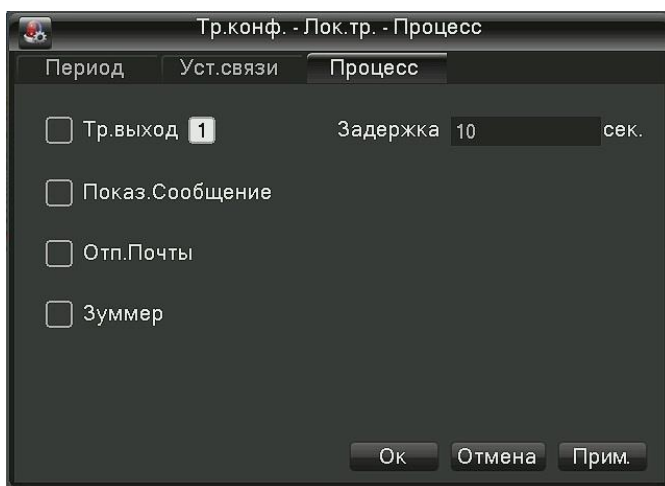 Тр.конф. - Лок.тр. - Процесс
Период Уст.связи Процесс
Тр.выход 1 Задержка 10 сек.
Показ.Сообщение
Отп.Почты
Зуммер
Ок Отмена Прим.